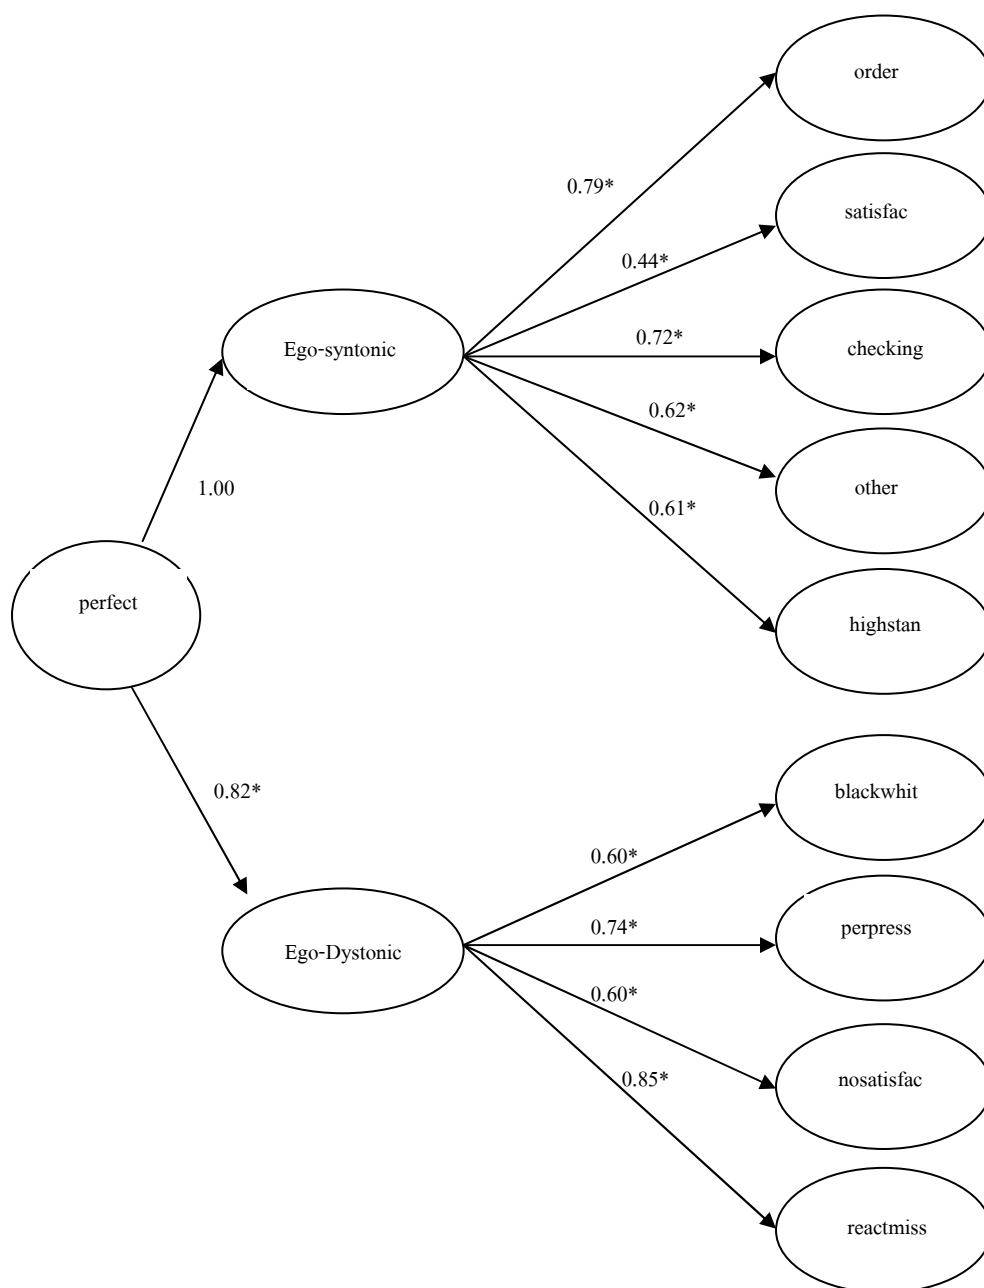 order
0.79*
satisfac
0.44*
Ego-syntonic
0.72*
checking
0.62*
other
1.00
0.61*
perfect
highstan
0.82*
blackwhit
0.60*
0.74*
perpress
Ego-Dystonic
0.60*
nosatisfac
0.85*
reactmiss